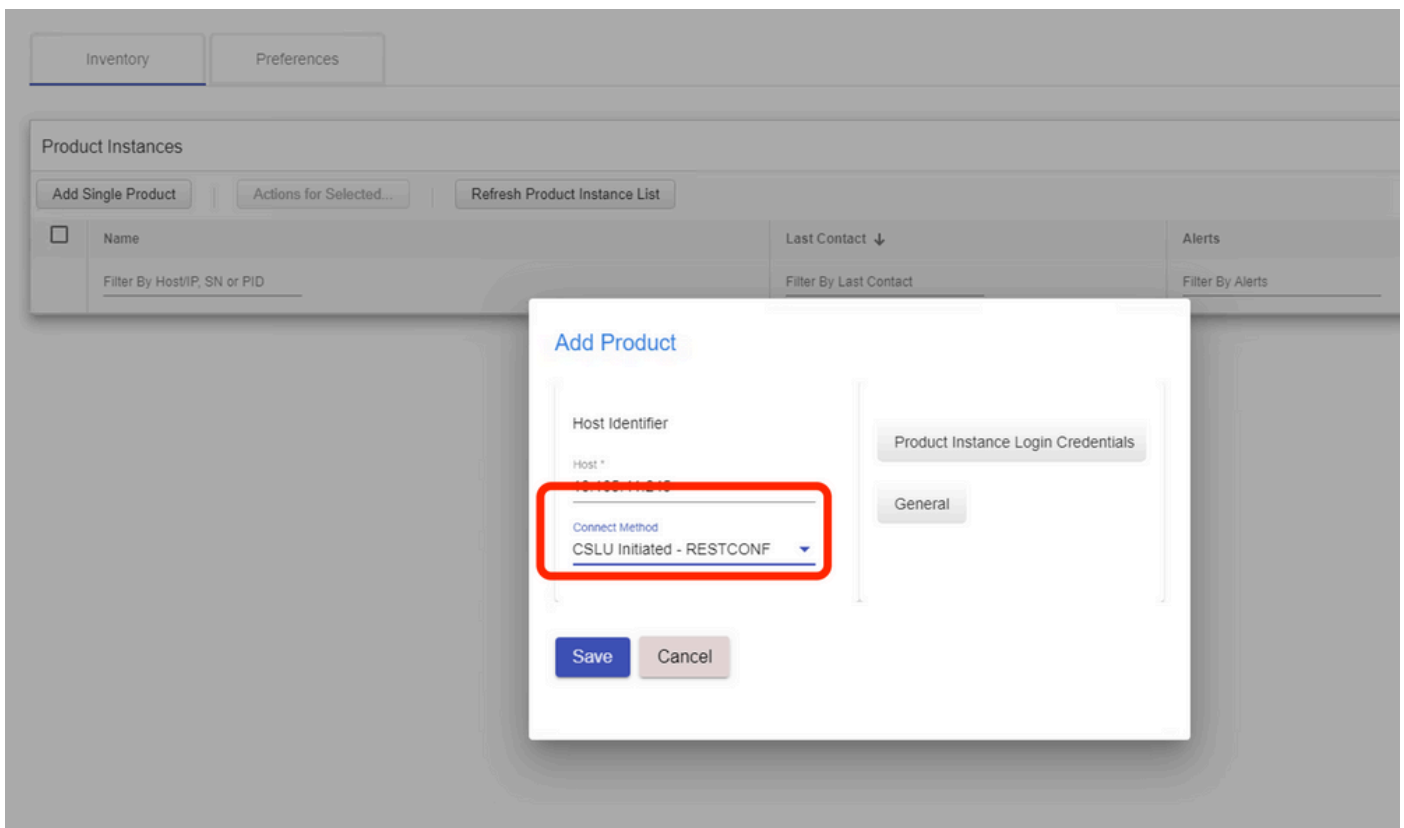 Inventory
Preferences
Product Instances
Add Single Product
Actions for Selected...
Refresh Product Instance List
Name
Last Contact
Alerts
Filter By Host/IP, SN or PID
Filter By Last Contact
Filter By Alerts
Add Product
Host Identifier
Host *
Connect Method
CSLU Initiated - RESTCONF
Product Instance Login Credentials
General
Save
Cancel